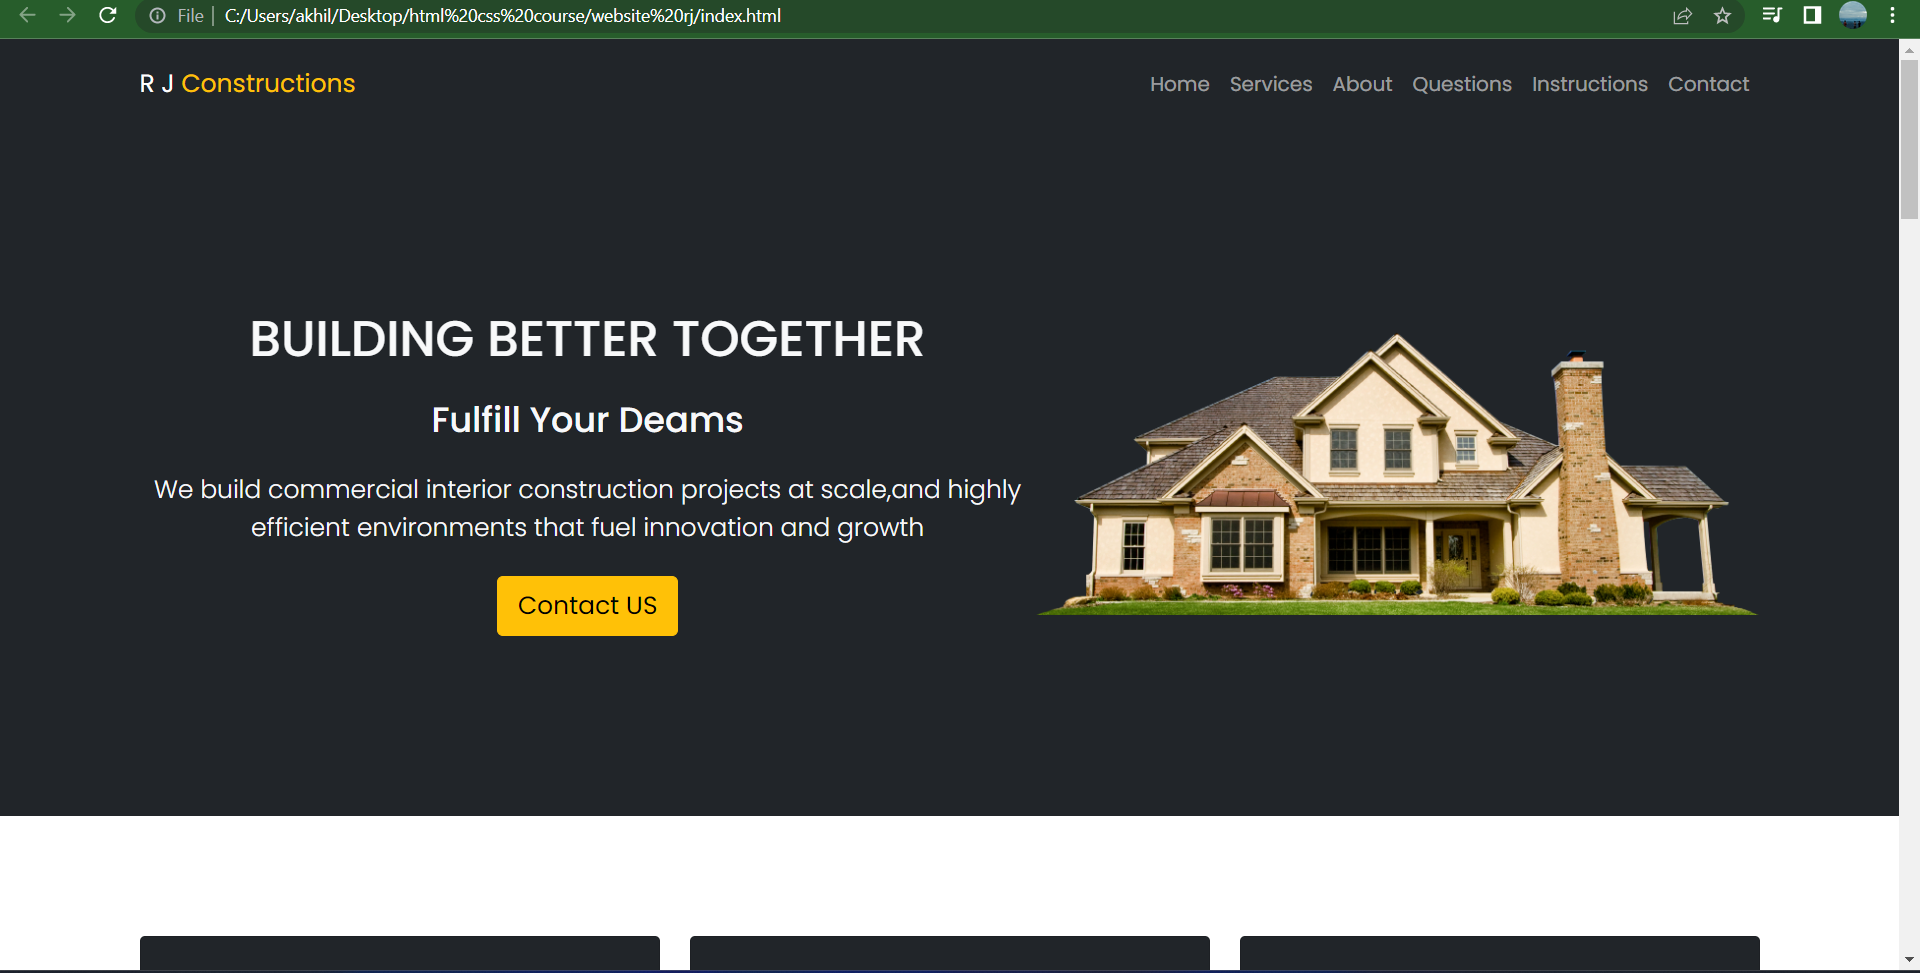 File | C:/Users/akhil/Desktop/html%20css%20course/website%20rj/index.html
R J Constructions
Home Services About Questions Instructions Contact
BUILDING BETTER TOGETHER
Fulfill Your Deams
We build commercial interior construction projects at scale,and highly
efficient environments that fuel innovation and growth
Contact US